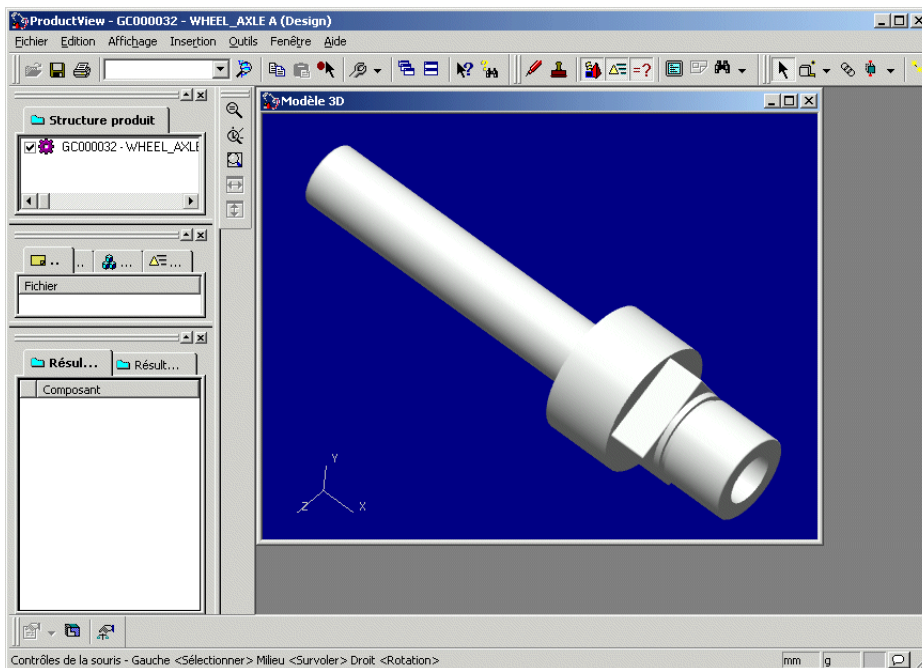 ProductView - GC000032 - WHEEL_AXLE A (Design)
Fichier Edition Affichage Insertion Outils Fenêtre Aide
=?
Modèle 3D
Structure produit
GC000032 - WHEEL_AXLE
.. .. ... ...
Fichier
Résul... Résult...
Composant
Y
Z X
Contrôles de la souris - Gauche <Sélectionner> Milieu <Survoler> Droit <Rotation> mm g